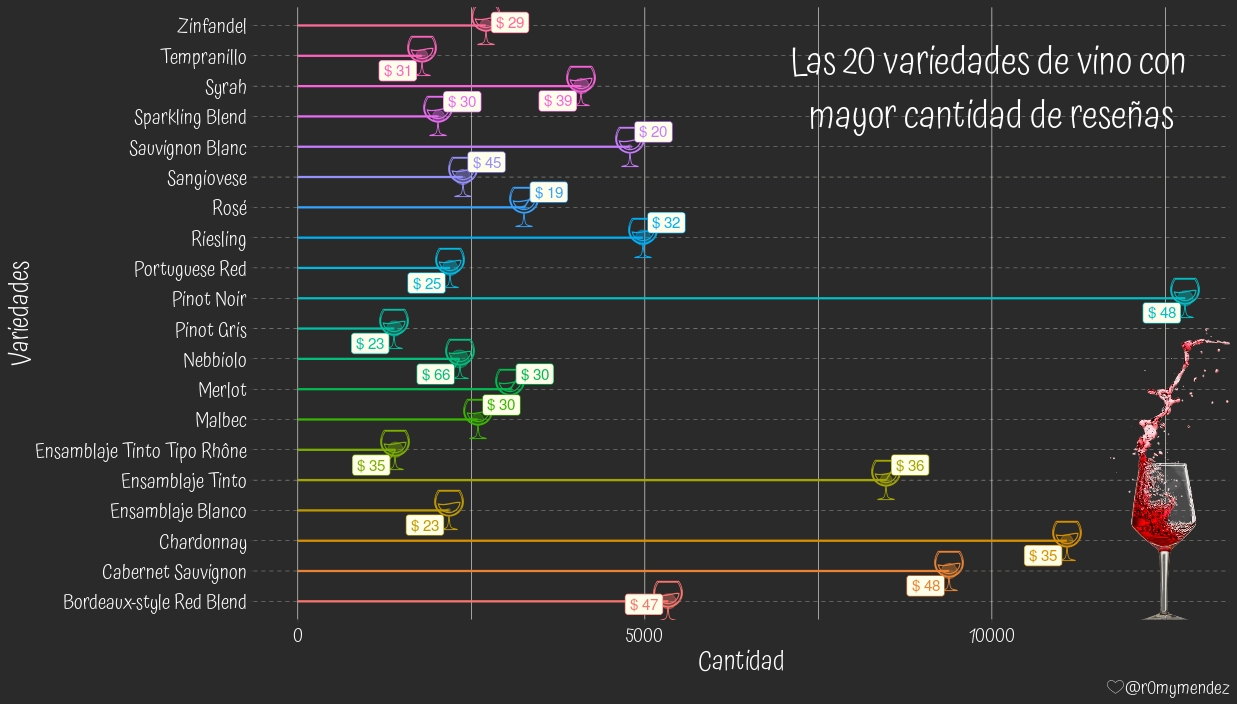 Las 20 variedades de vino con
mayor cantidad de reseñas
Variedades
Zinfandel $ 29
Tempranillo $ 31
Syrah $ 39
Sparkling Blend $ 30
Sauvignon Blanc $ 20
Sangiovese $ 45
Rosé $ 19
Riesling $ 32
Portuguese Red $ 25
Pinot Noir $ 48
Pinot Gris $ 23
Nebbiolo $ 66
Merlot $ 30
Malbec $ 30
Ensamblaje Tinto Tipo Rhône $ 35
Ensamblaje Tinto $ 36
Ensamblaje Blanco $ 23
Chardonnay $ 35
Cabernet Sauvignon $ 48
Bordeaux-style Red Blend $ 47
0 5000 10000
Cantidad
♡@r0mymendez